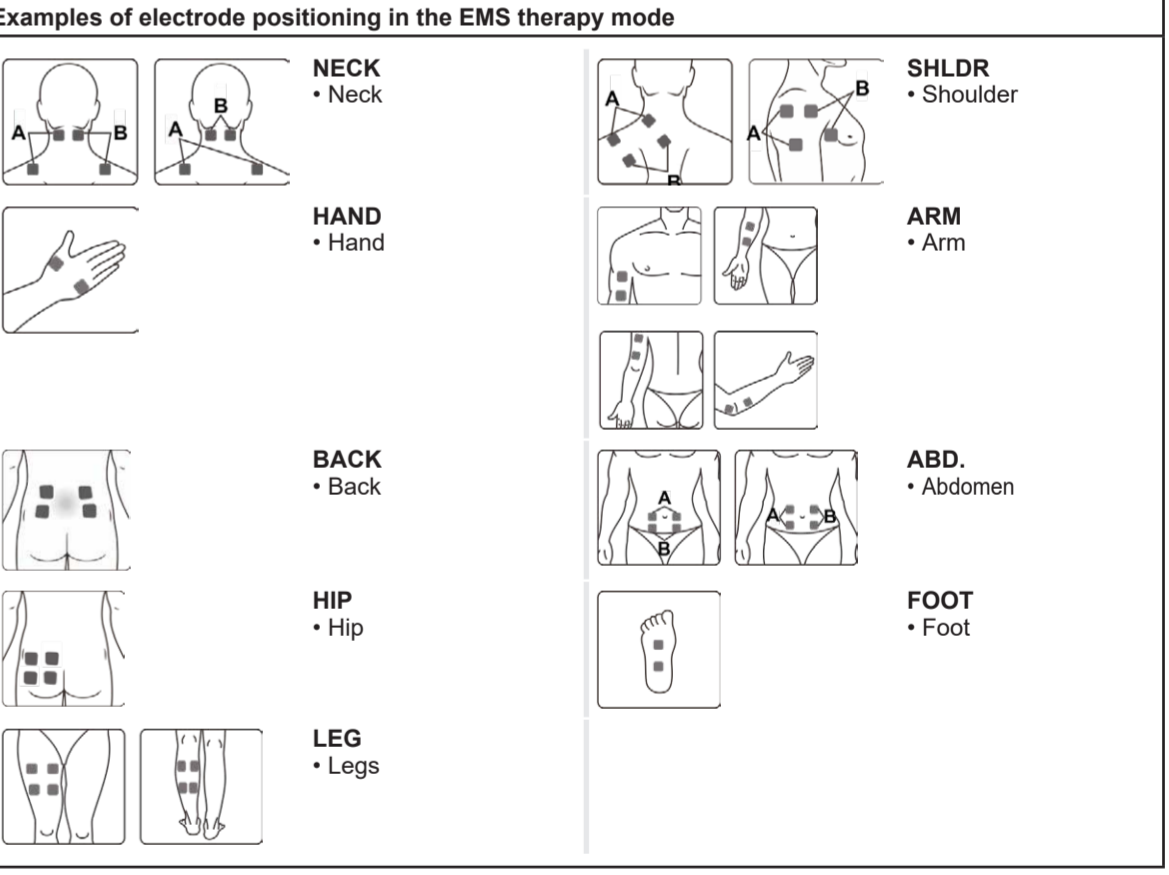 Examples of electrode positioning in the EMS therapy mode
NECK
• Neck
A
B
A
B
SHLDR
• Shoulder
A
B
A
B
HAND
• Hand
ARM
• Arm
BACK
• Back
ABD.
• Abdomen
A
B
A
B
HIP
• Hip
FOOT
• Foot
LEG
• Legs